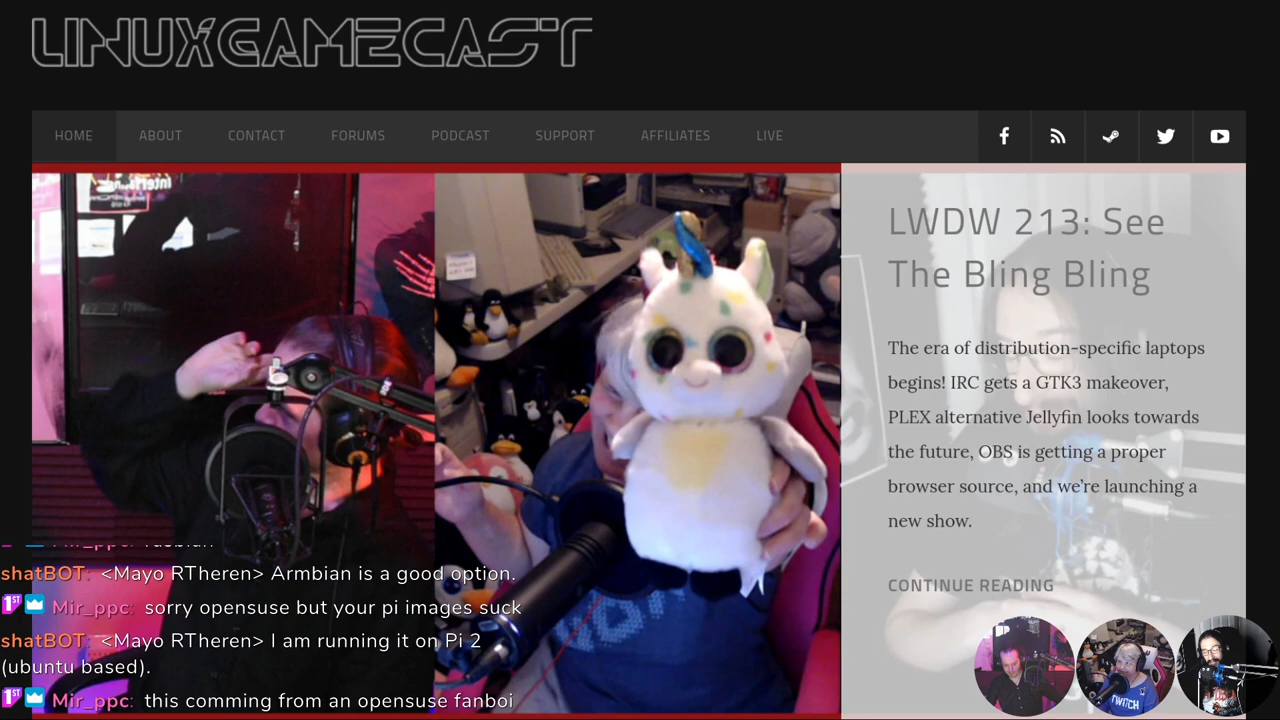 LINUXGAMECAST
HOME ABOUT CONTACT FORUMS PODCAST SUPPORT AFFILIATES LIVE
LWDW 213: See
The Bling Bling
The era of distribution-specific laptops
begins! IRC gets a GTK3 makeover,
PLEX alternative Jellyfin looks towards
the future, OBS is getting a proper
browser source, and we’re launching a
new show.
CONTINUE READING
shatBOT: <Mayo RTheren> Armbian is a good option.
1ST Mir_ppc: sorry opensuse but your pi images suck
shatBOT: <Mayo RTheren> I am running it on Pi 2
(ubuntu based).
1ST Mir_ppc: this comming from an opensuse fanboi
TWITCH